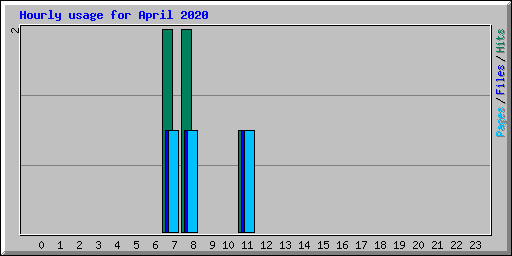 Hourly usage for April 2020
2
Pages/Files/Hits
0 1 2 3 4 5 6 7 8 9 10 11 12 13 14 15 16 17 18 19 20 21 22 23